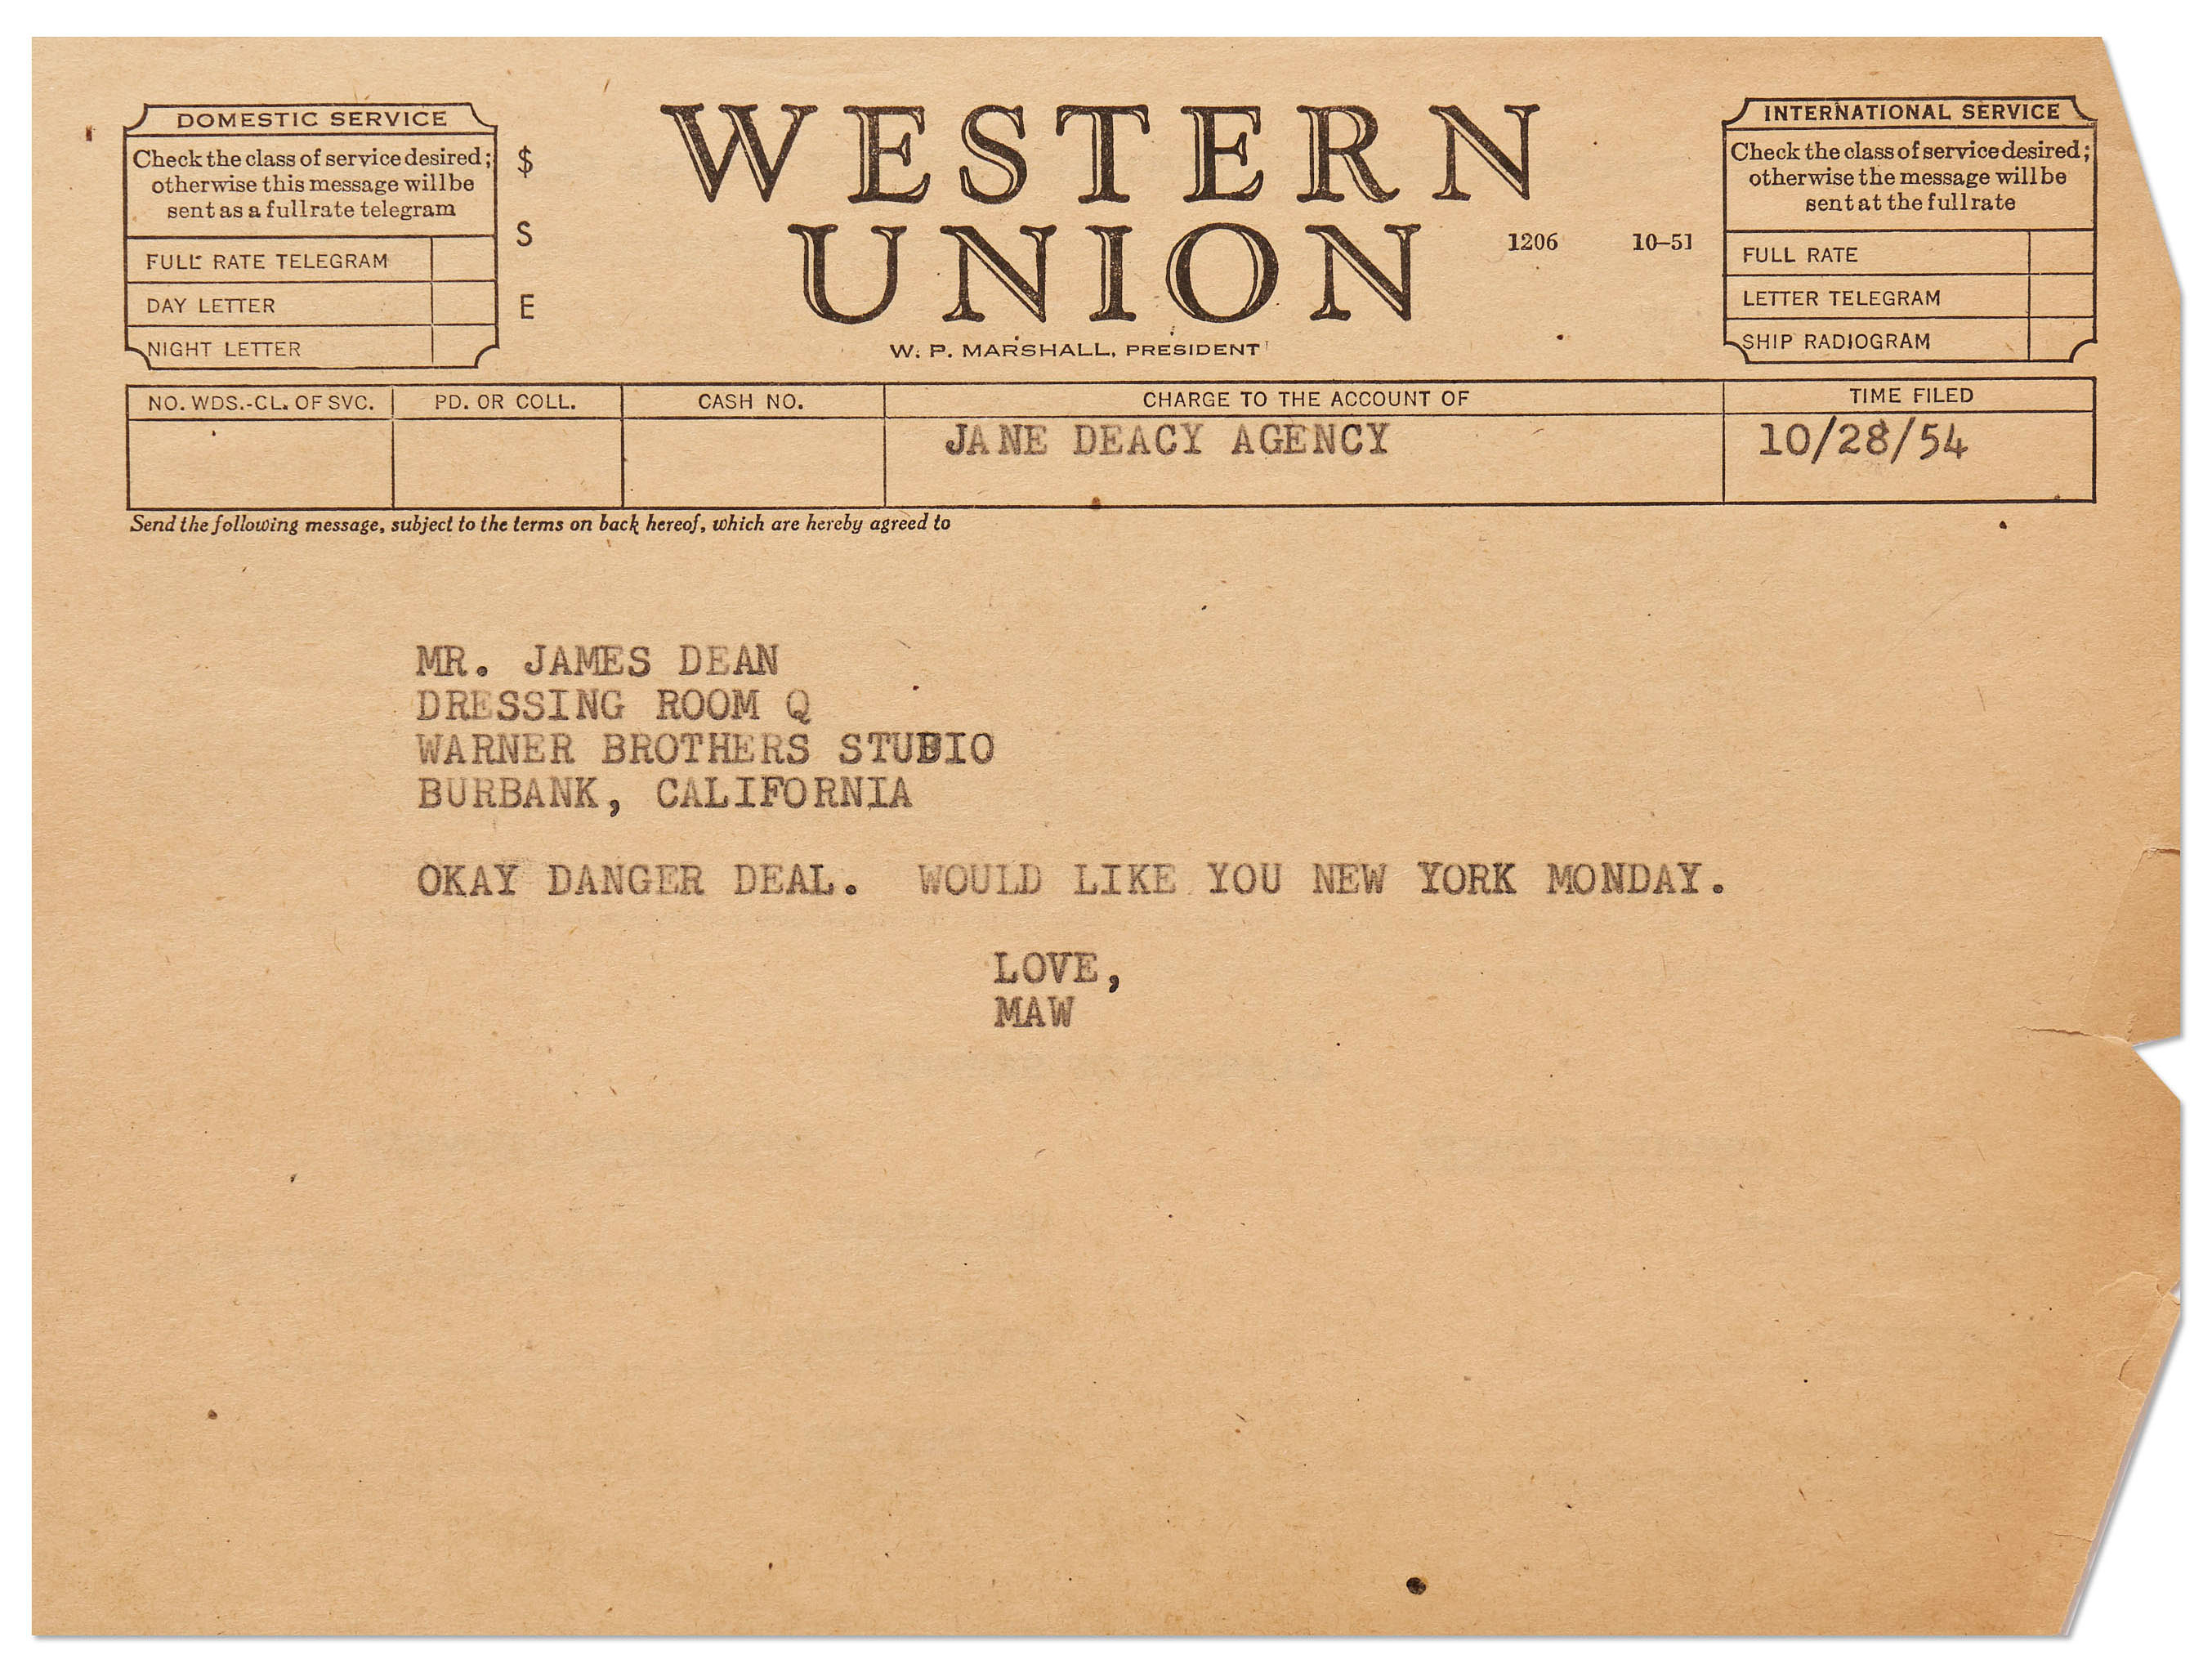 DOMESTIC SERVICE
Check the class of service desired;
otherwise this message will be
sent as a full rate telegram
FULL RATE TELEGRAM
DAY LETTER
NIGHT LETTER
$
S
E
WESTERN
UNION
1206 10-51
W. P. MARSHALL, PRESIDENT
INTERNATIONAL SERVICE
Check the class of service desired;
otherwise the message will be
sent at the full rate
FULL RATE
LETTER TELEGRAM
SHIP RADIOGRAM
NO. WDS.-CL. OF SVC. PD. OR COLL. CASH NO. CHARGE TO THE ACCOUNT OF TIME FILED
JANE DEACY AGENCY 10/28/54
Send the following message, subject to the terms on back hereof, which are hereby agreed to
MR. JAMES DEAN
DRESSING ROOM Q
WARNER BROTHERS STUDIO
BURBANK, CALIFORNIA
OKAY DANGER DEAL. WOULD LIKE YOU NEW YORK MONDAY.
LOVE,
MAW